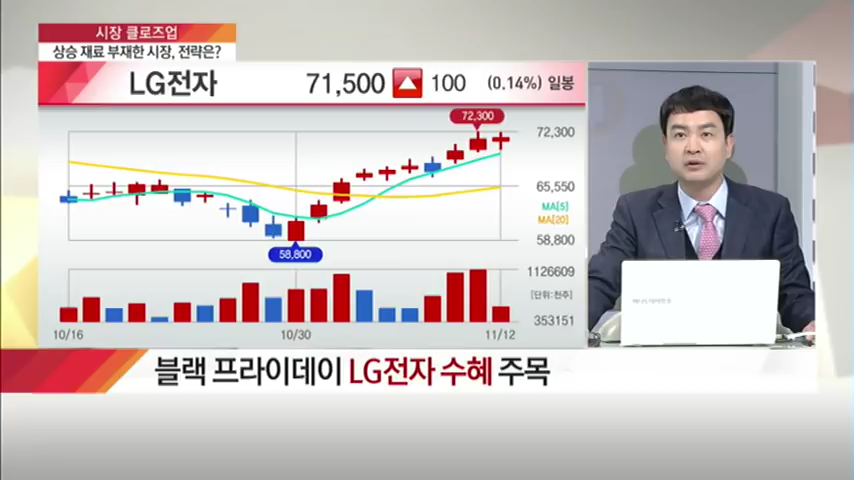 시장 클로즈업
상승 재료 부재한 시장, 전략은?
LG전자 71,500 100 (0.14%) 일봉
72,300
72,300
65,550
MA[5]
MA[20]
58,800
58,800
1126609
[단위:천주]
353151
10/16 10/30 11/12
블랙 프라이데이 LG전자 수혜 주목